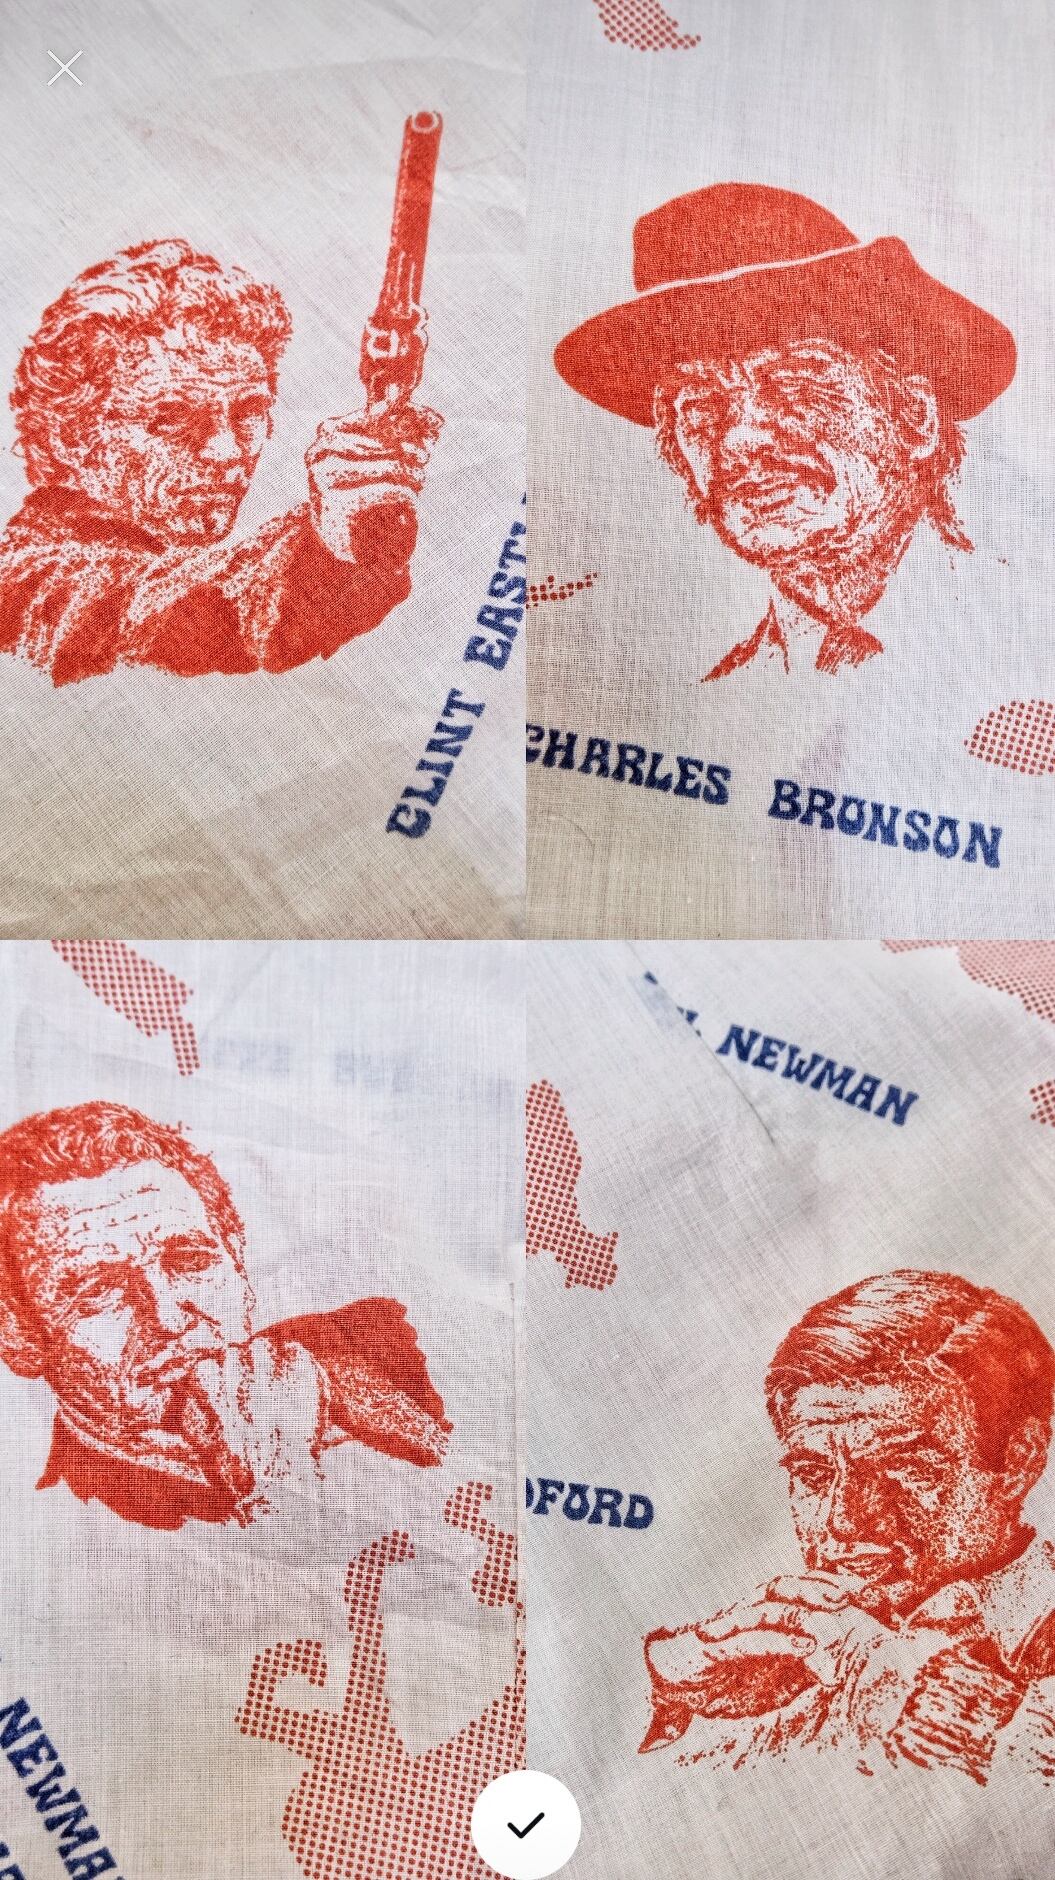 CLINT EAST
CHARLES BRONSON
NEWMAN
DFORD
NEWMA